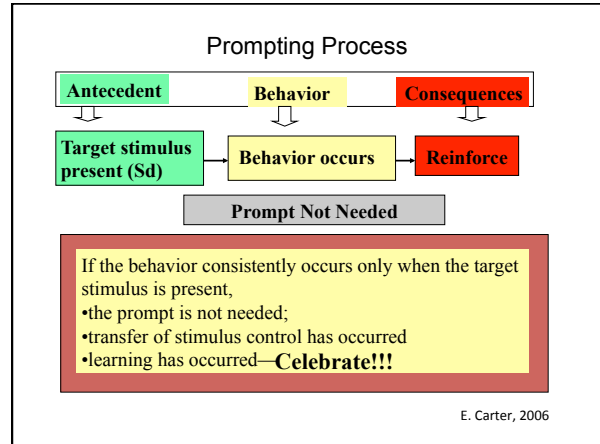 Prompting Process
Antecedent Behavior Consequences
Target stimulus
present (Sd)
Behavior occurs
Reinforce
Prompt Not Needed
If the behavior consistently occurs only when the target
stimulus is present,
•the prompt is not needed;
•transfer of stimulus control has occurred
•learning has occurred—Celebrate!!!
E. Carter, 2006